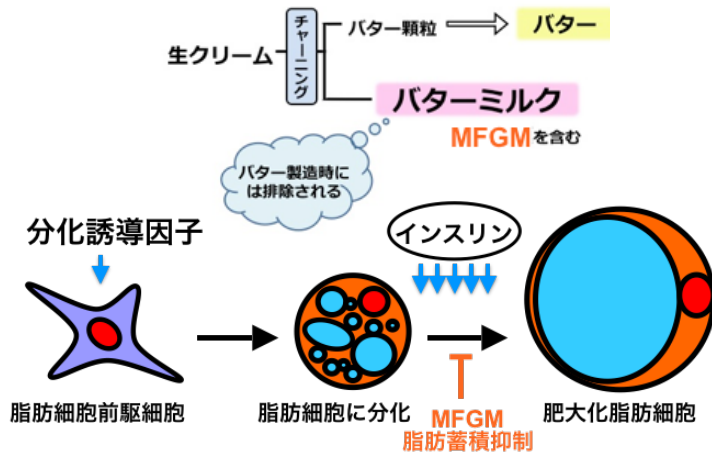 生クリーム
チャーニング
バター顆粒
バター
バターミルク
MFGMを含む
バター製造時に
は排除される
分化誘導因子
インスリン
脂肪細胞前駆細胞
脂肪細胞に分化
MFGM
脂肪蓄積抑制
肥大化脂肪細胞